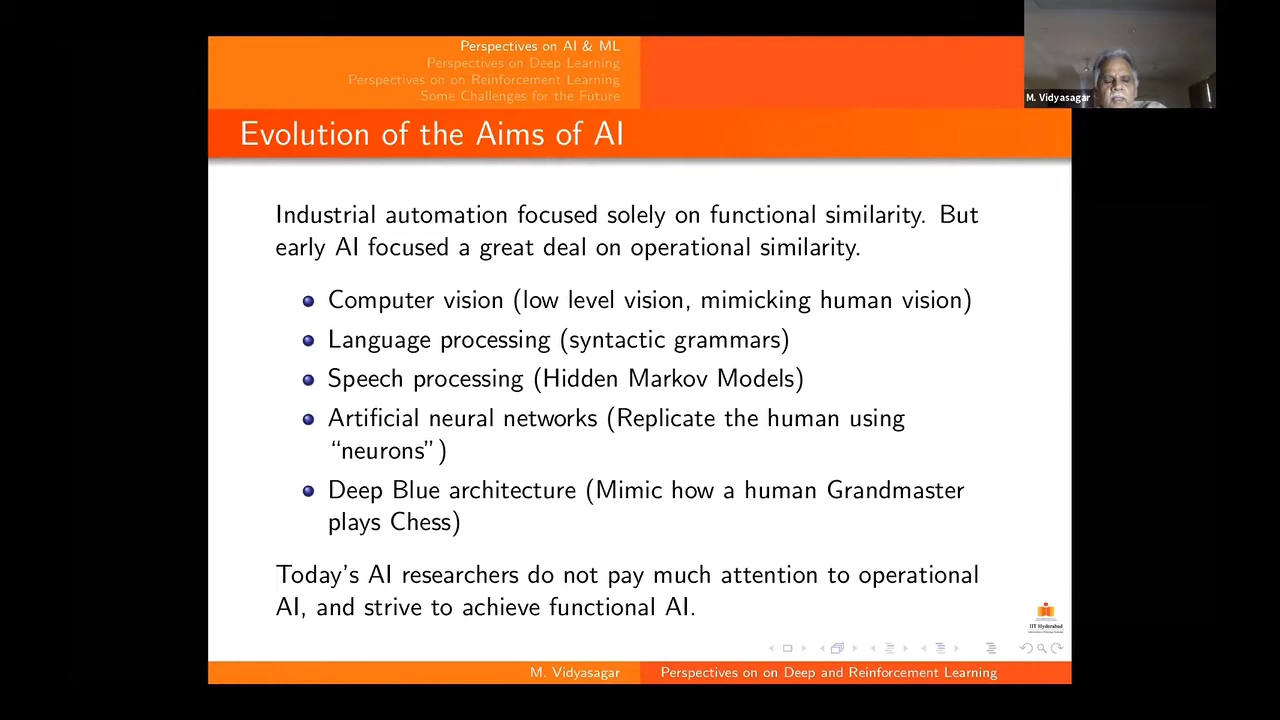 Perspectives on AI & ML
Perspectives on Deep Learning
Perspectives on on Reinforcement Learning
Some Challenges for the Future
M. Vidyasagar
Evolution of the Aims of AI
Industrial automation focused solely on functional similarity. But
early AI focused a great deal on operational similarity.
Computer vision (low level vision, mimicking human vision)
Language processing (syntactic grammars)
Speech processing (Hidden Markov Models)
Artificial neural networks (Replicate the human using
“neurons”)
Deep Blue architecture (Mimic how a human Grandmaster
plays Chess)
Today's AI researchers do not pay much attention to operational
AI, and strive to achieve functional AI.
IIT Hyderabad
M. Vidyasagar
Perspectives on on Deep and Reinforcement Learning